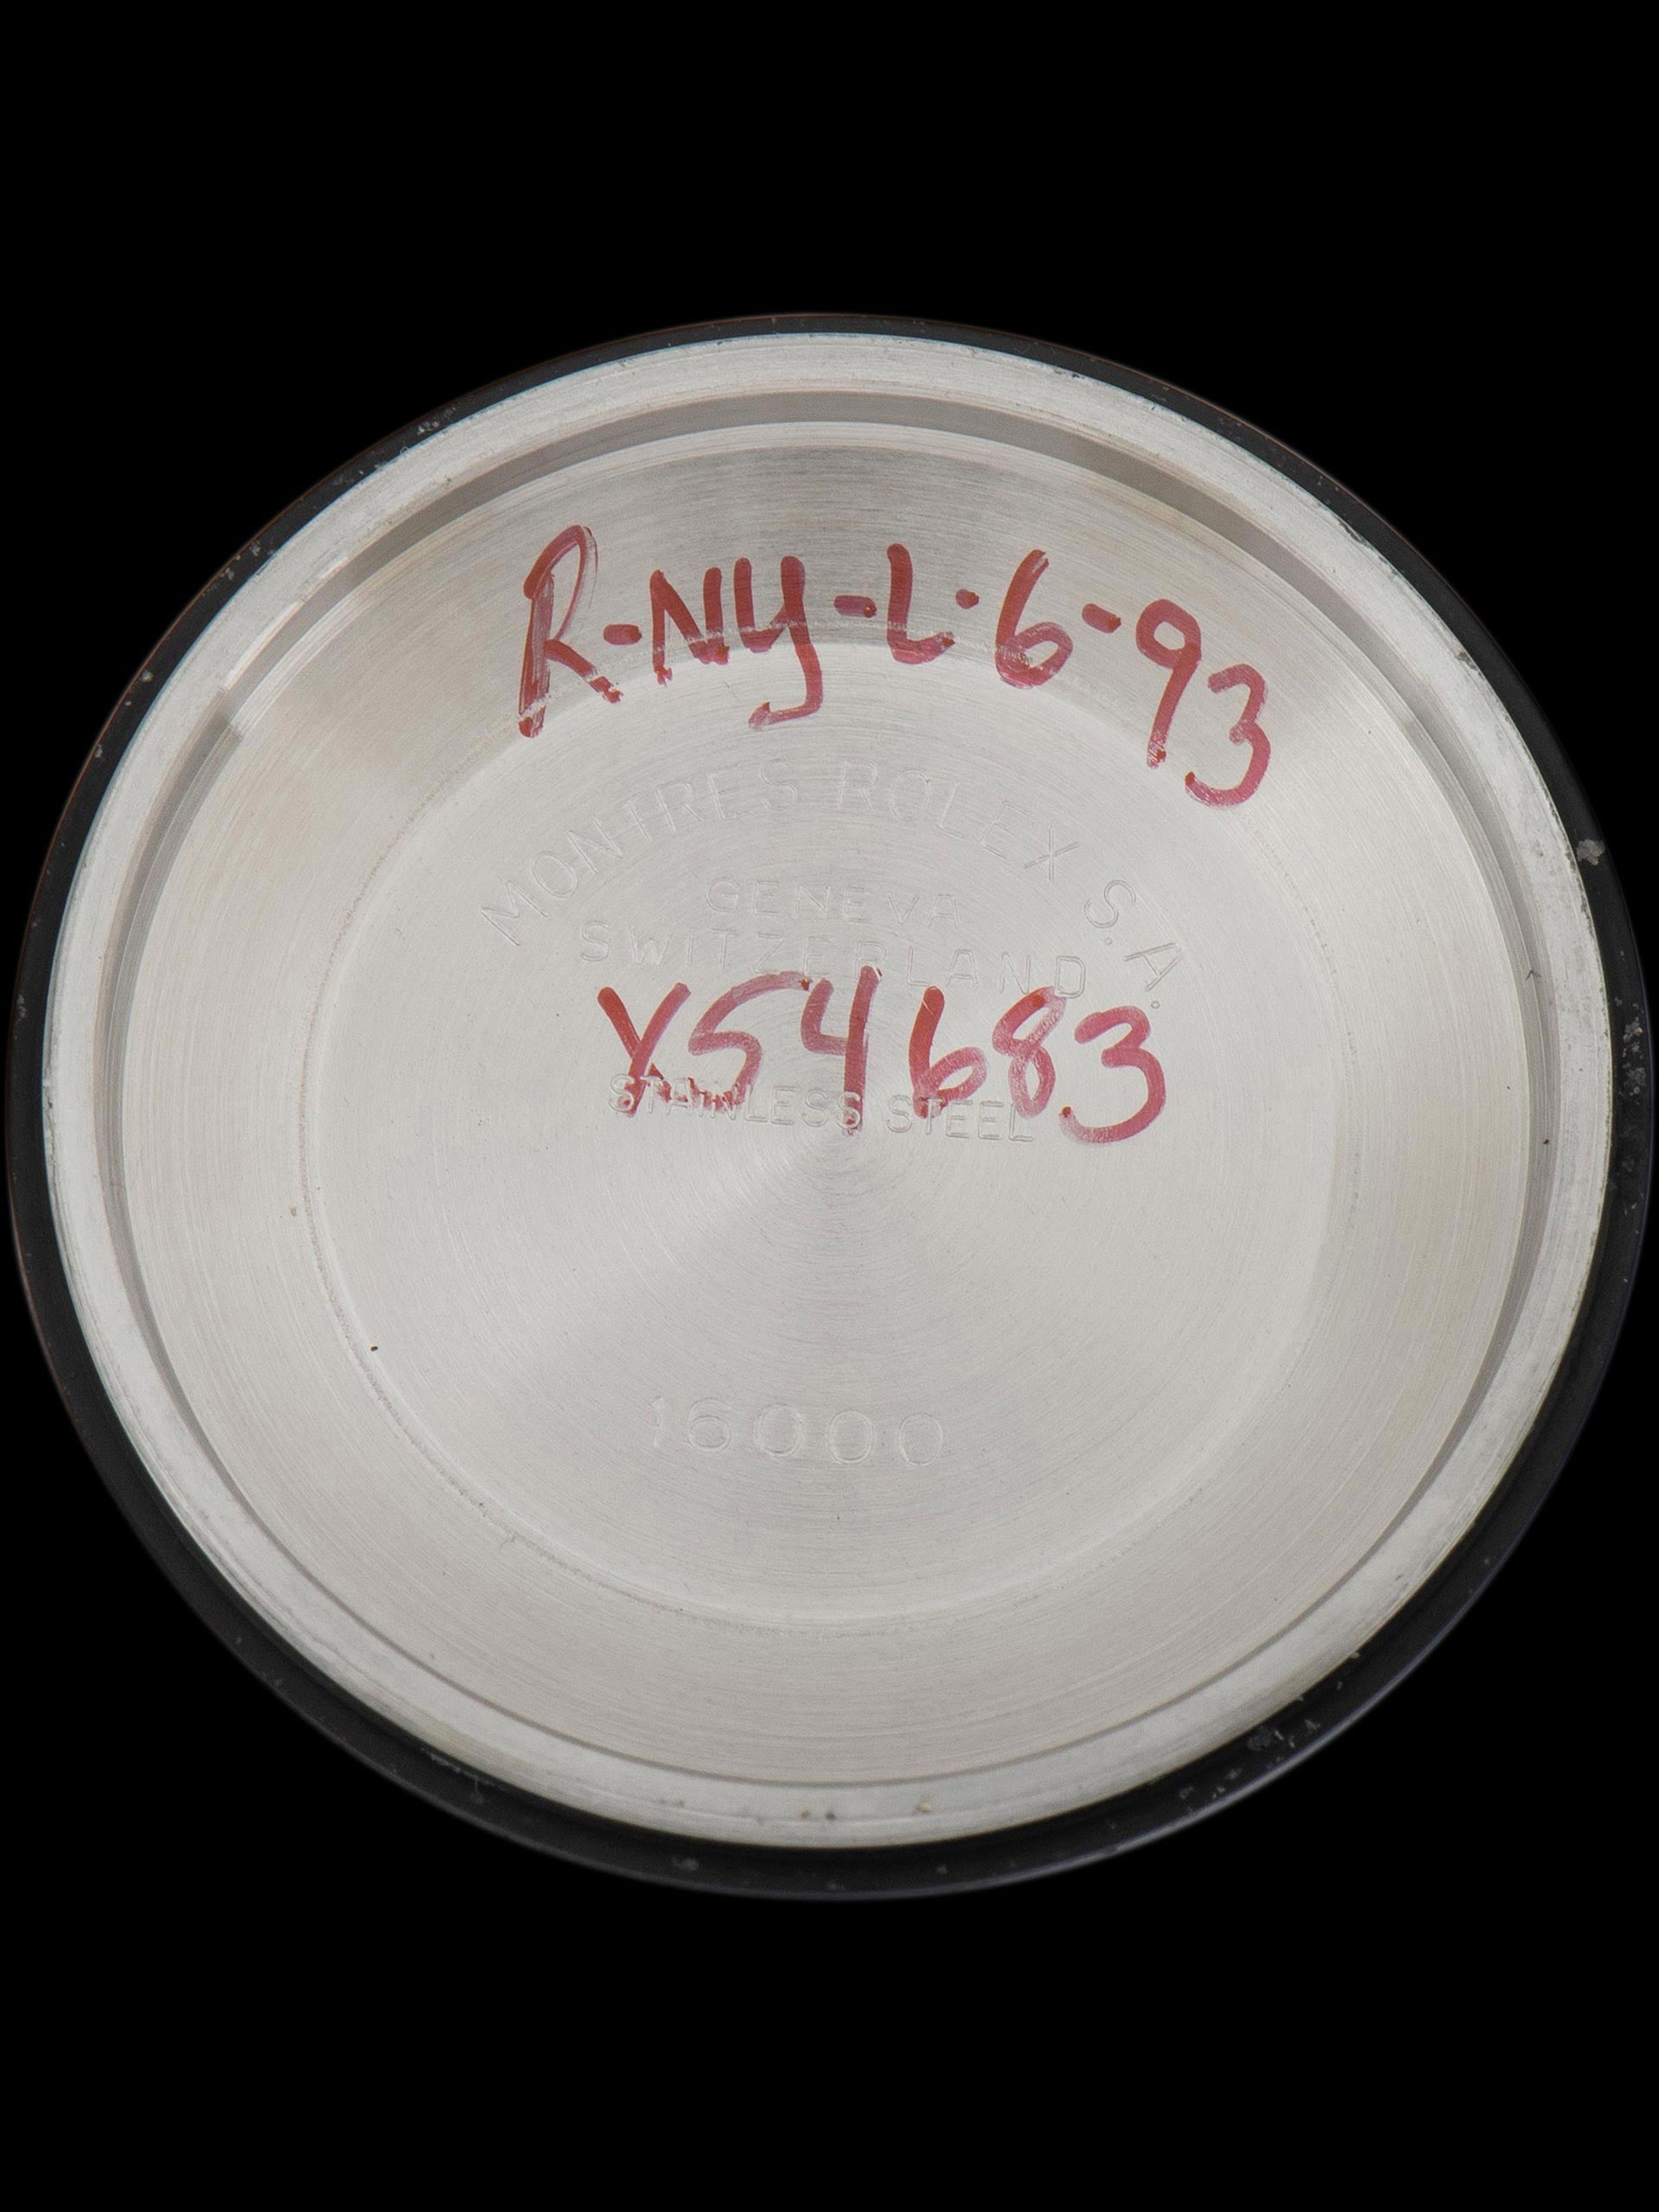 R-NY-L-6-93
MONTRES ROLEX S.A.
GENEVA
SWITZERLAND
Y54683
STAINLESS STEEL
16000